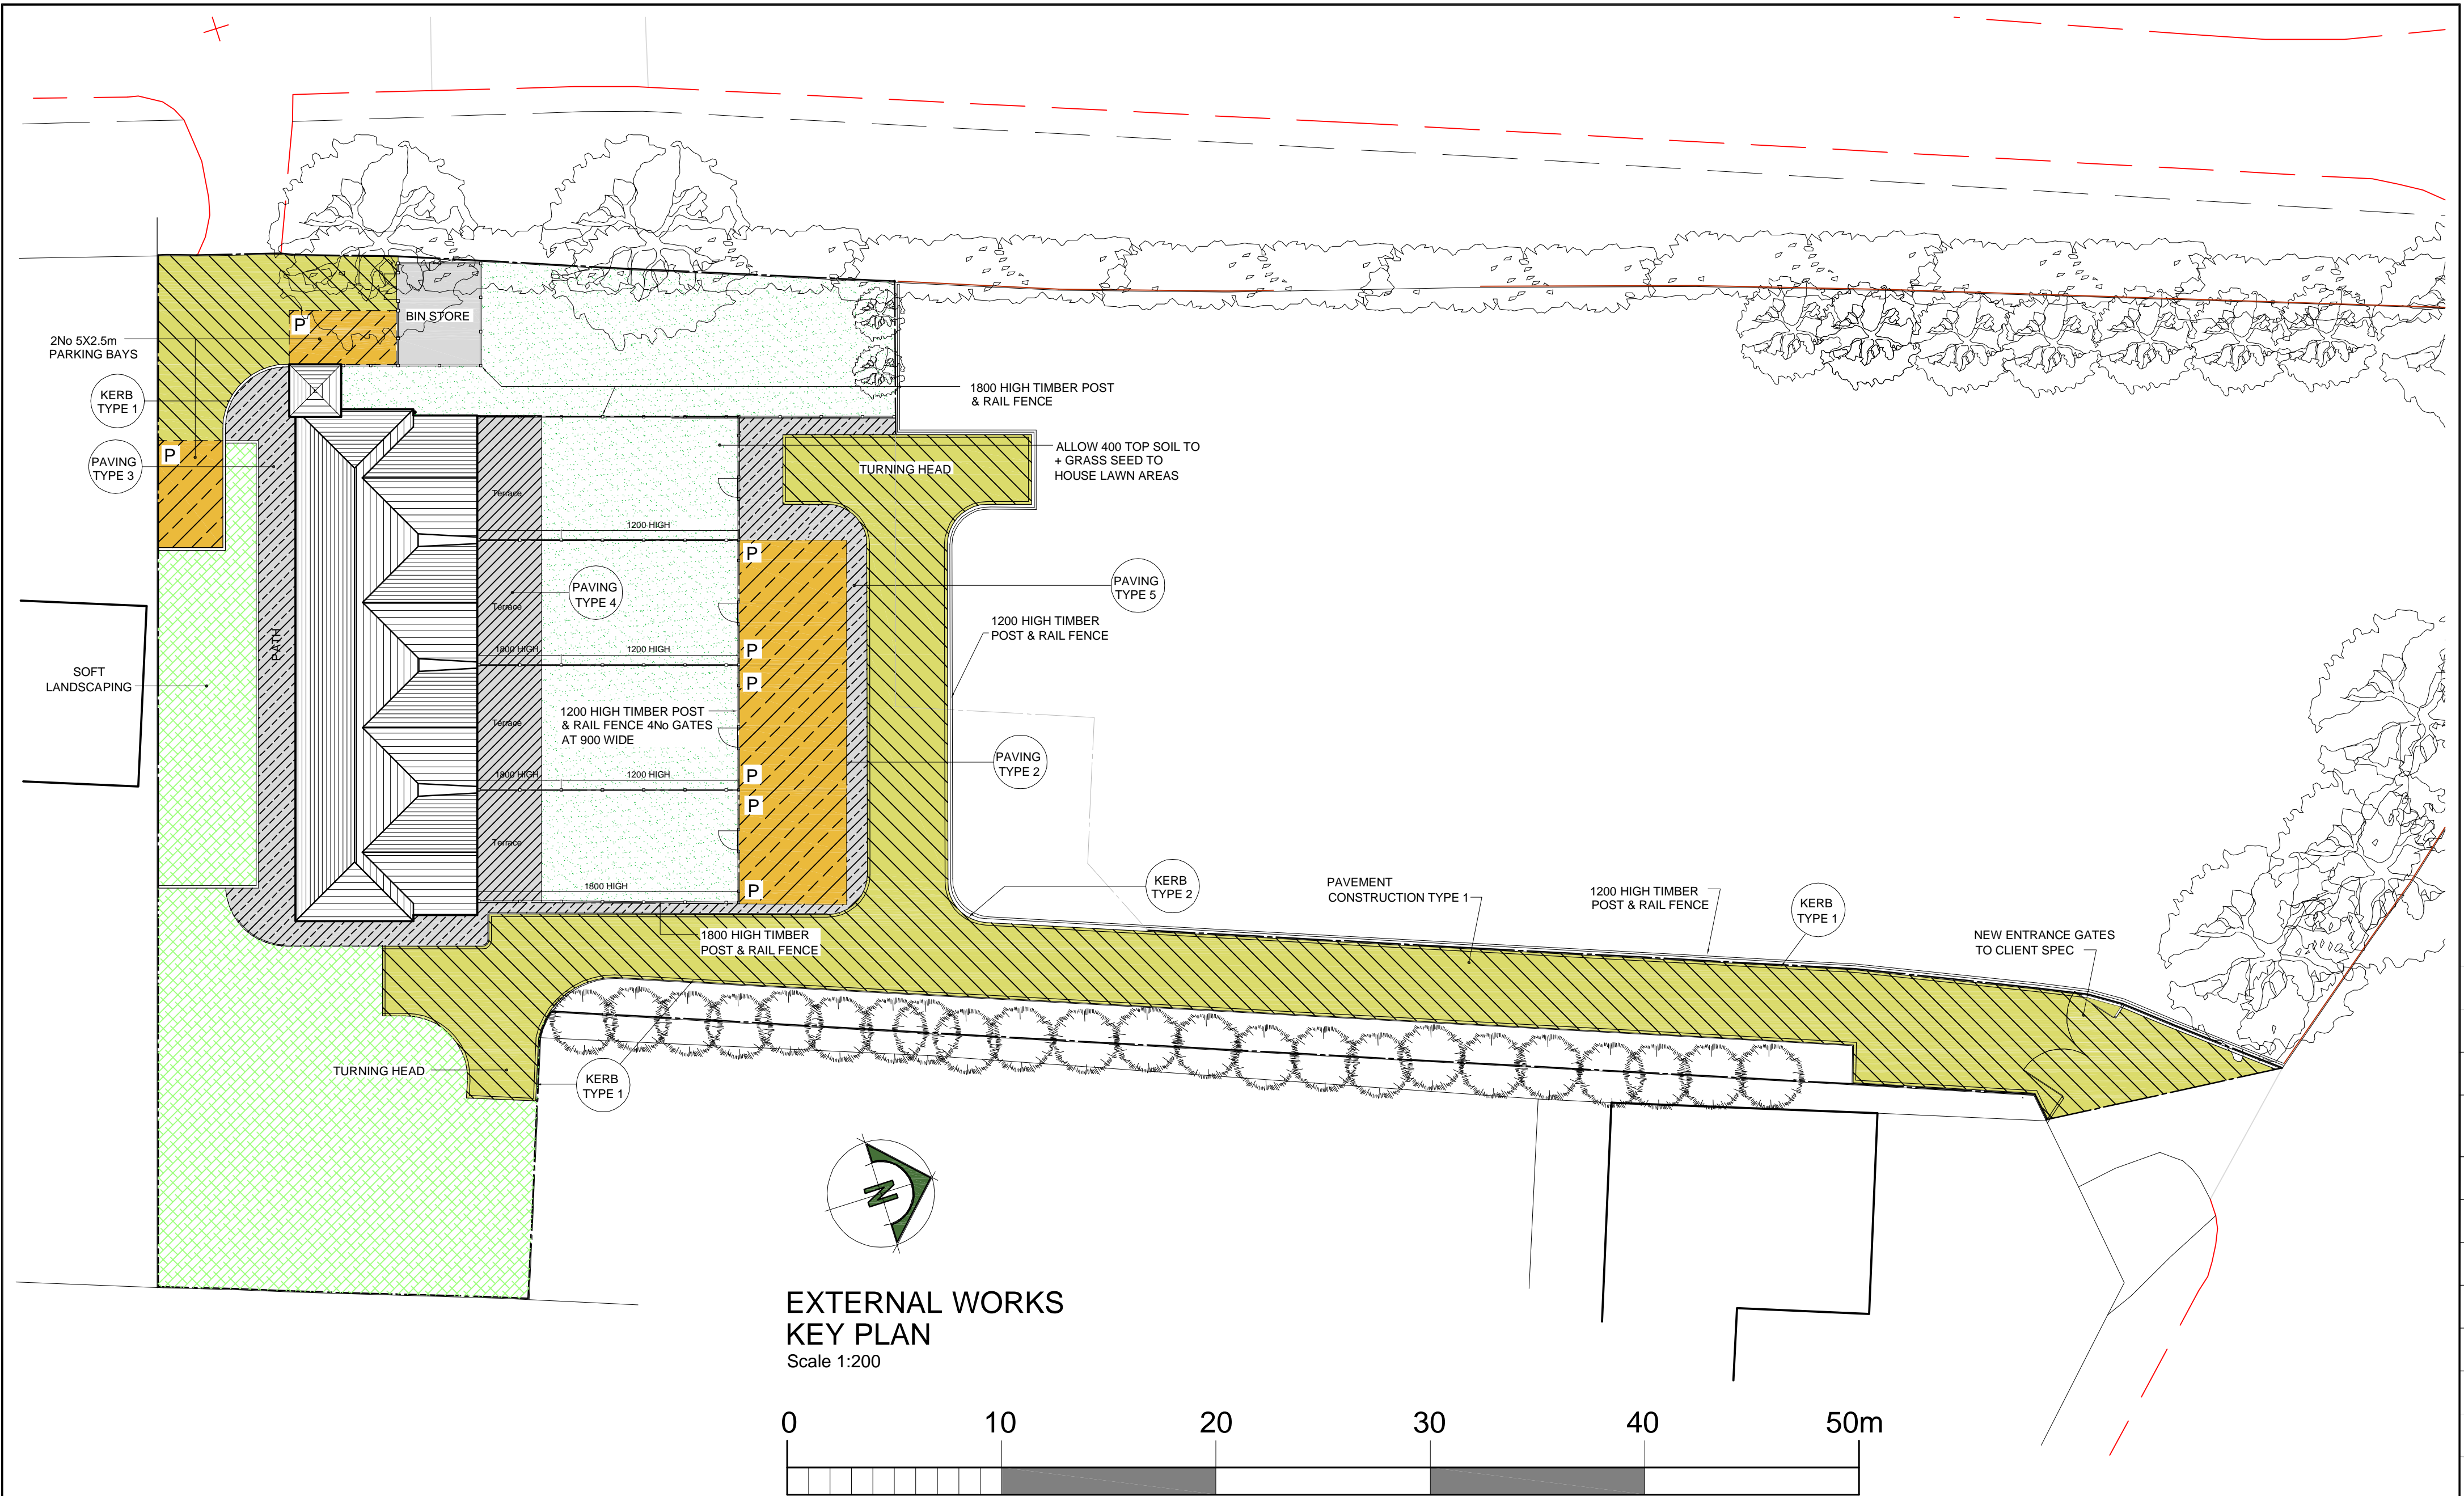 BIN STORE
P
2No 5X2.5m
PARKING BAYS
KERB
TYPE 1
1800 HIGH TIMBER POST
& RAIL FENCE
P
PAVING
TYPE 3
ALLOW 400 TOP SOIL TO
+ GRASS SEED TO
HOUSE LAWN AREAS
TURNING HEAD
Terrace
1200 HIGH
P
PAVING
TYPE 4
PAVING
TYPE 5
Terrace
1200 HIGH TIMBER
POST & RAIL FENCE
PATH
1800 HIGH
1200 HIGH
P
SOFT
LANDSCAPING
P
1200 HIGH TIMBER POST
& RAIL FENCE 4No GATES
AT 900 WIDE
Terrace
PAVING
TYPE 2
1800 HIGH
1200 HIGH
P
P
Terrace
1800 HIGH
P
KERB
TYPE 2
PAVEMENT
CONSTRUCTION TYPE 1
1200 HIGH TIMBER
POST & RAIL FENCE
KERB
TYPE 1
1800 HIGH TIMBER
POST & RAIL FENCE
NEW ENTRANCE GATES
TO CLIENT SPEC
TURNING HEAD
KERB
TYPE 1
N
EXTERNAL WORKS
KEY PLAN
Scale 1:200
0 10 20 30 40 50m